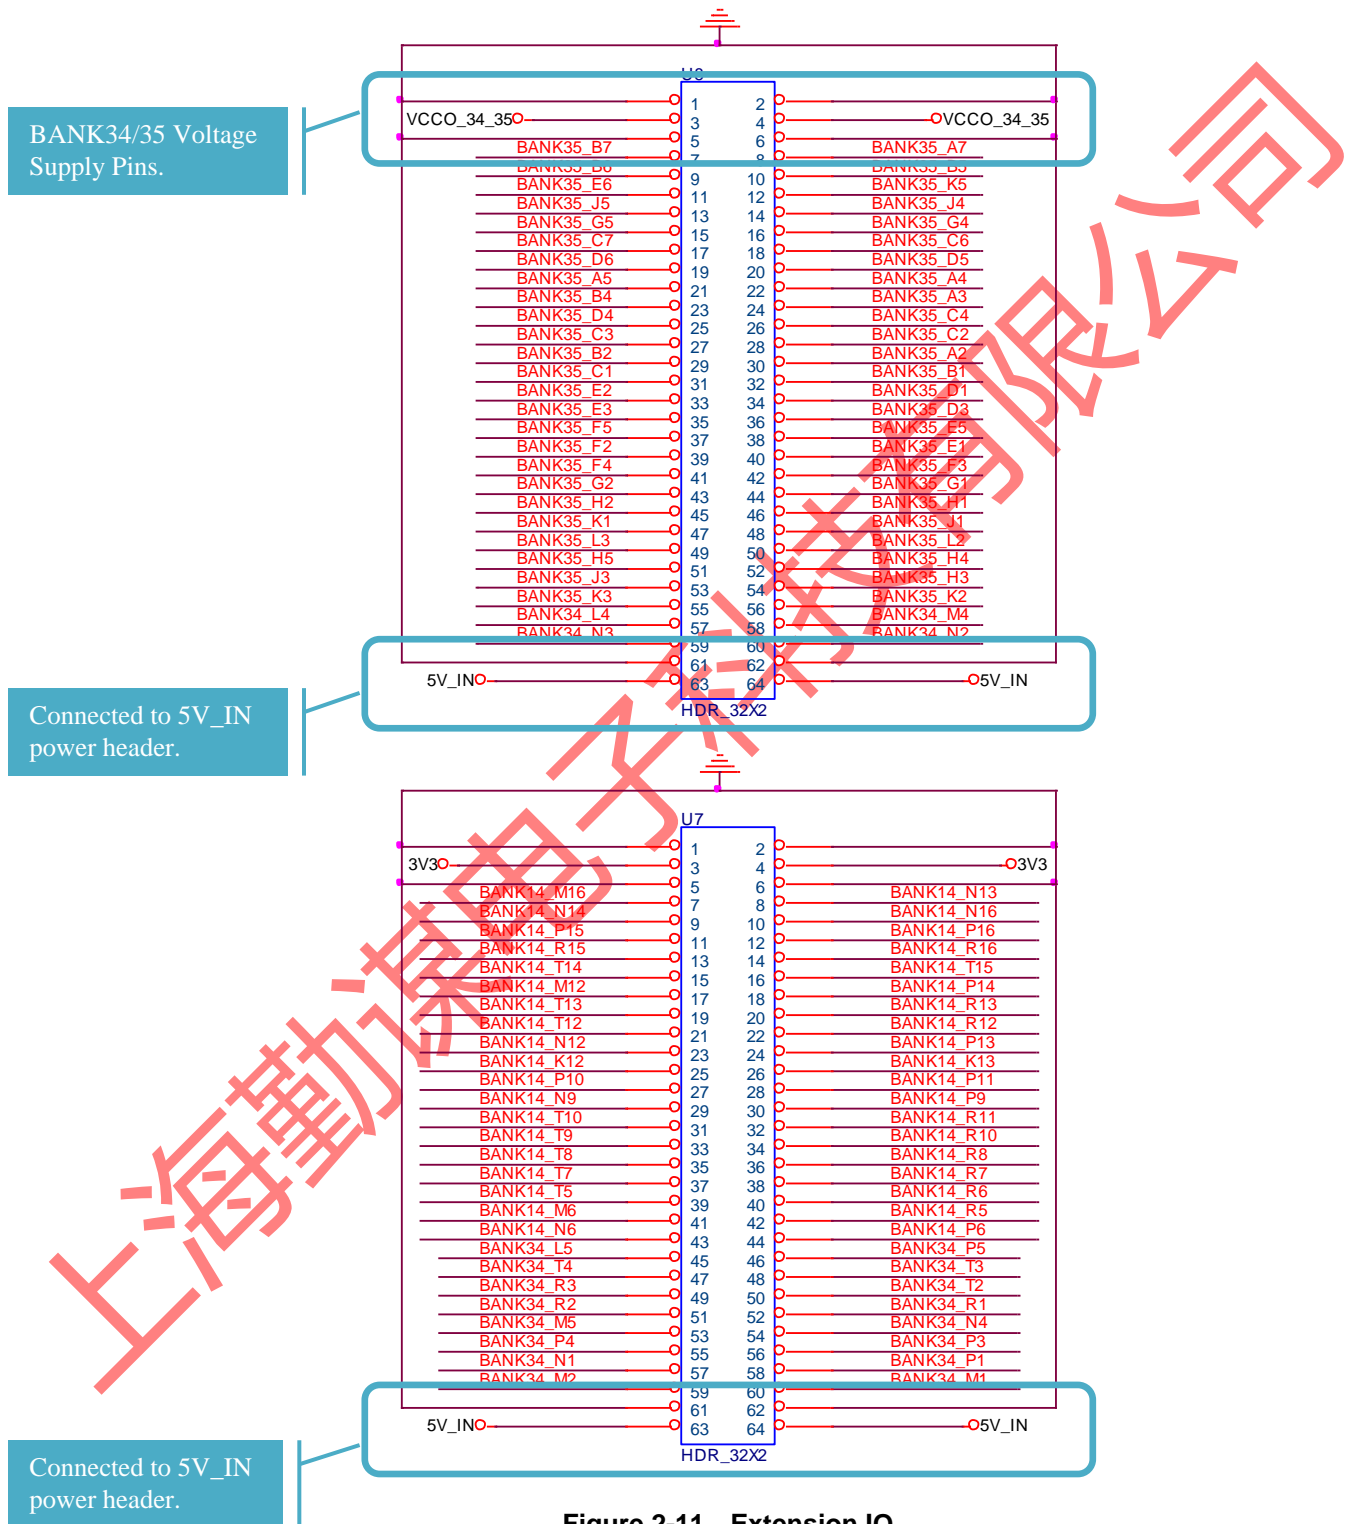 BANK34/35 Voltage
Supply Pins.
1 2
VCCO_34_35 3 4 VCCO_34_35
5 6
BANK35_B7 7 8 BANK35_A7
BANK35_B6 9 10 BANK35_B5
BANK35_E6 11 12 BANK35_K5
BANK35_J5 13 14 BANK35_J4
BANK35_G5 15 16 BANK35_G4
BANK35_C7 17 18 BANK35_C6
BANK35_D6 19 20 BANK35_D5
BANK35_A5 21 22 BANK35_A4
BANK35_B4 23 24 BANK35_A3
BANK35_D4 25 26 BANK35_C4
BANK35_C3 27 28 BANK35_C2
BANK35_B2 29 30 BANK35_A2
BANK35_C1 31 32 BANK35_B1
BANK35_E2 33 34 BANK35_D1
BANK35_E3 35 36 BANK35_D3
BANK35_F5 37 38 BANK35_E5
BANK35_F2 39 40 BANK35_E1
BANK35_F4 41 42 BANK35_F3
BANK35_G2 43 44 BANK35_G1
BANK35_H2 45 46 BANK35_H1
BANK35_K1 47 48 BANK35_J1
BANK35_L3 49 50 BANK35_L2
BANK35_H5 51 52 BANK35_H4
BANK35_J3 53 54 BANK35_H3
BANK35_K3 55 56 BANK35_K2
BANK34_L4 57 58 BANK34_M4
BANK34_N3 59 60 BANK34_N2
61 62
5V_IN 63 64 5V_IN
HDR_32X2
Connected to 5V_IN
power header.
U7
1 2
3V3 3 4 3V3
5 6
BANK14_M16 7 8 BANK14_N13
BANK14_N14 9 10 BANK14_N16
BANK14_P15 11 12 BANK14_P16
BANK14_R15 13 14 BANK14_R16
BANK14_T14 15 16 BANK14_T15
BANK14_M12 17 18 BANK14_P14
BANK14_T13 19 20 BANK14_R13
BANK14_T12 21 22 BANK14_R12
BANK14_N12 23 24 BANK14_P13
BANK14_K12 25 26 BANK14_K13
BANK14_P10 27 28 BANK14_P11
BANK14_N9 29 30 BANK14_P9
BANK14_T10 31 32 BANK14_R11
BANK14_T9 33 34 BANK14_R10
BANK14_T8 35 36 BANK14_R8
BANK14_T7 37 38 BANK14_R7
BANK14_T5 39 40 BANK14_R6
BANK14_M6 41 42 BANK14_R5
BANK14_N6 43 44 BANK14_P6
BANK34_L5 45 46 BANK34_P5
BANK34_T4 47 48 BANK34_T3
BANK34_R3 49 50 BANK34_T2
BANK34_R2 51 52 BANK34_R1
BANK34_M5 53 54 BANK34_N4
BANK34_P4 55 56 BANK34_P3
BANK34_N1 57 58 BANK34_P1
BANK34_M2 59 60 BANK34_M1
61 62
5V_IN 63 64 5V_IN
HDR_32X2
Connected to 5V_IN
power header.
Figure 2-11 Extension IO
上海勤谋电子科技有限公司